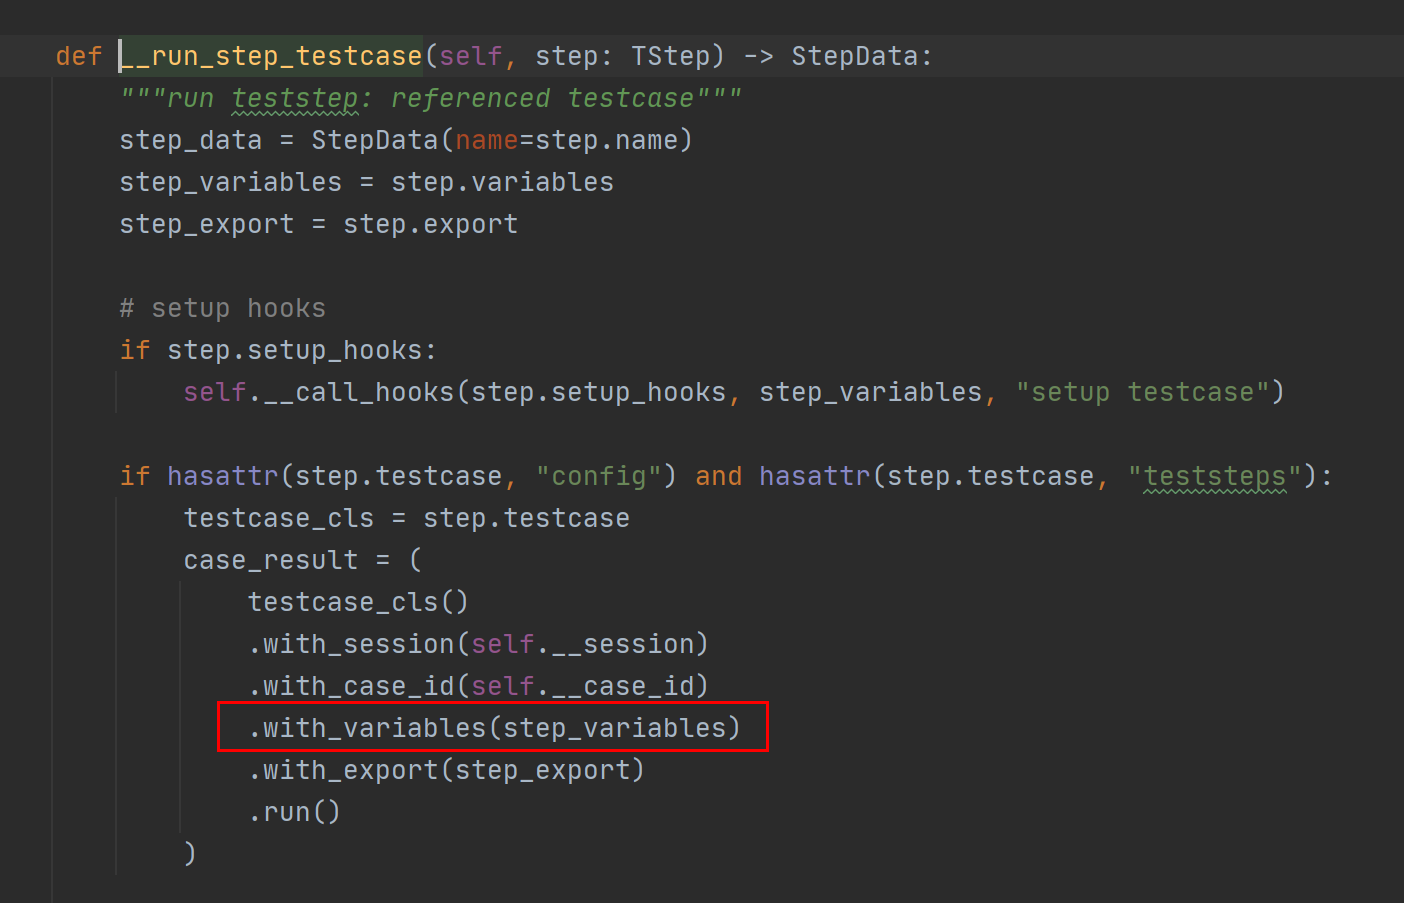 def __run_step_testcase(self, step: TStep) -> StepData:
"""run teststep: referenced testcase"""
step_data = StepData(name=step.name)
step_variables = step.variables
step_export = step.export
# setup hooks
if step.setup_hooks:
self.__call_hooks(step.setup_hooks, step_variables, "setup testcase")
if hasattr(step.testcase, "config") and hasattr(step.testcase, "teststeps"):
testcase_cls = step.testcase
case_result = (
testcase_cls()
.with_session(self.__session)
.with_case_id(self.__case_id)
.with_variables(step_variables)
.with_export(step_export)
.run()
)